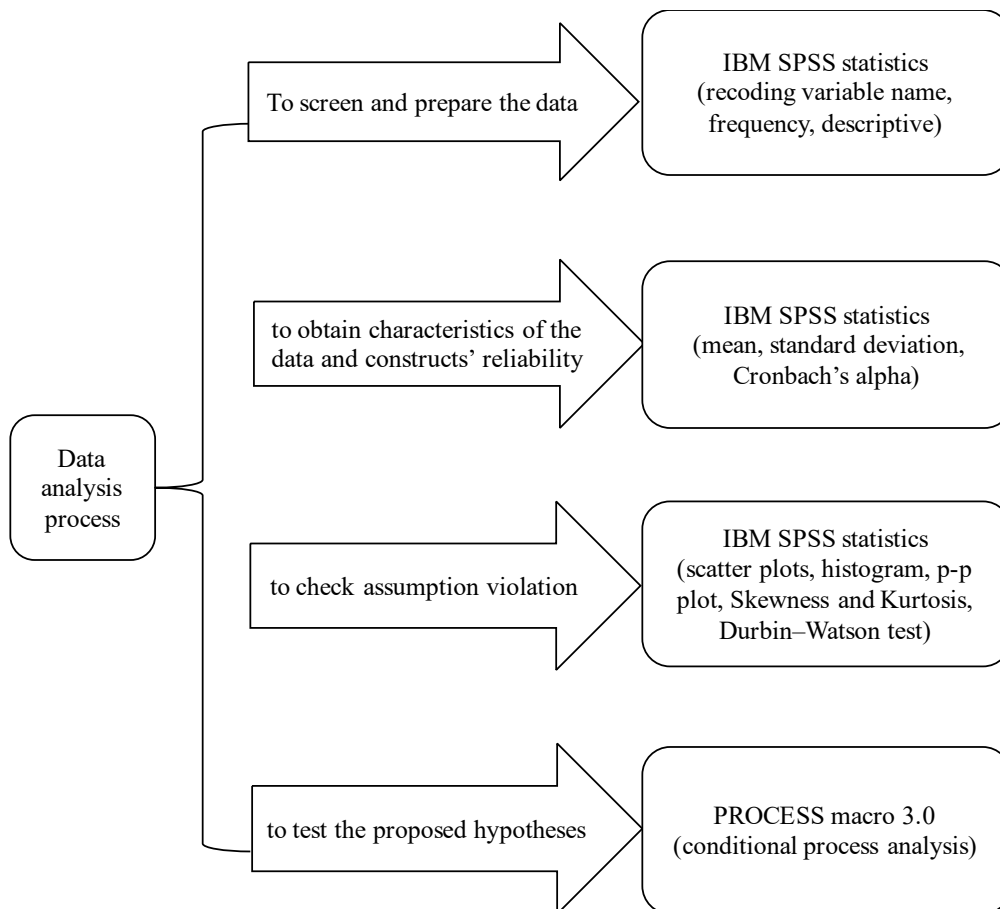 Data
analysis
process
To screen and prepare the data
IBM SPSS statistics
(recoding variable name,
frequency, descriptive)
to obtain characteristics of the
data and constructs’ reliability
IBM SPSS statistics
(mean, standard deviation,
Cronbach’s alpha)
to check assumption violation
IBM SPSS statistics
(scatter plots, histogram, p-p
plot, Skewness and Kurtosis,
Durbin–Watson test)
to test the proposed hypotheses
PROCESS macro 3.0
(conditional process analysis)